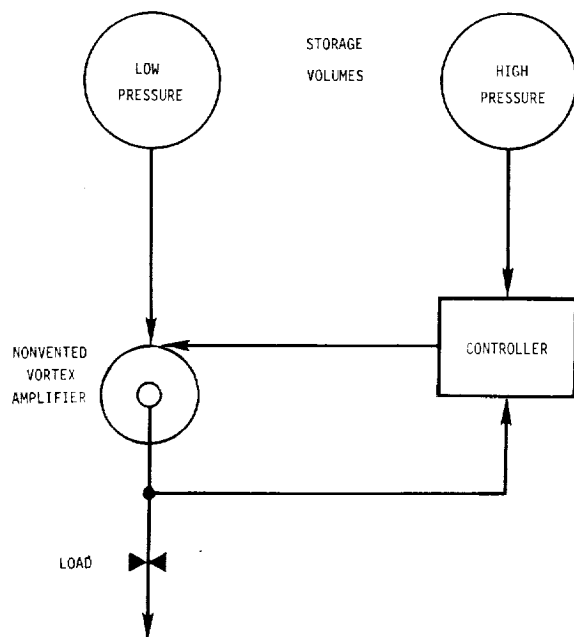 STORAGE
VOLUMES
LOW
PRESSURE
HIGH
PRESSURE
NONVENTED
VORTEX
AMPLIFIER
CONTROLLER
LOAD